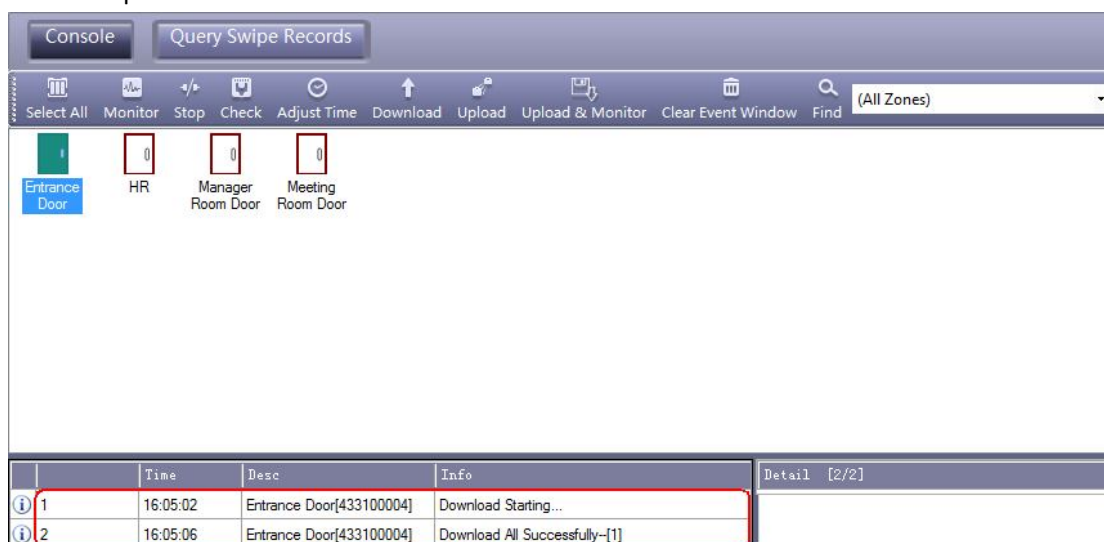 Console Query Swipe Records
Select All Monitor Stop Check Adjust Time Download Upload Upload & Monitor Clear Event Window Find (All Zones)
Entrance Door
HR
Manager Room Door
Meeting Room Door
Time Desc Info Detail [2/2]
1 16:05:02 Entrance Door[433100004] Download Starting...
2 16:05:06 Entrance Door[433100004] Download All Successfully--[1]